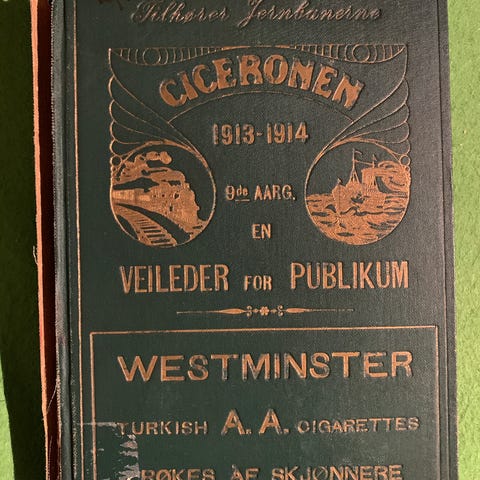 Tilhører Jernbanerne
CICERONEN
1913-1914
9de AARG.
EN
VEILEDER FOR PUBLIKUM
WESTMINSTER
TURKISH A. A. CIGARETTES
RØKES AF SKJØNNERE